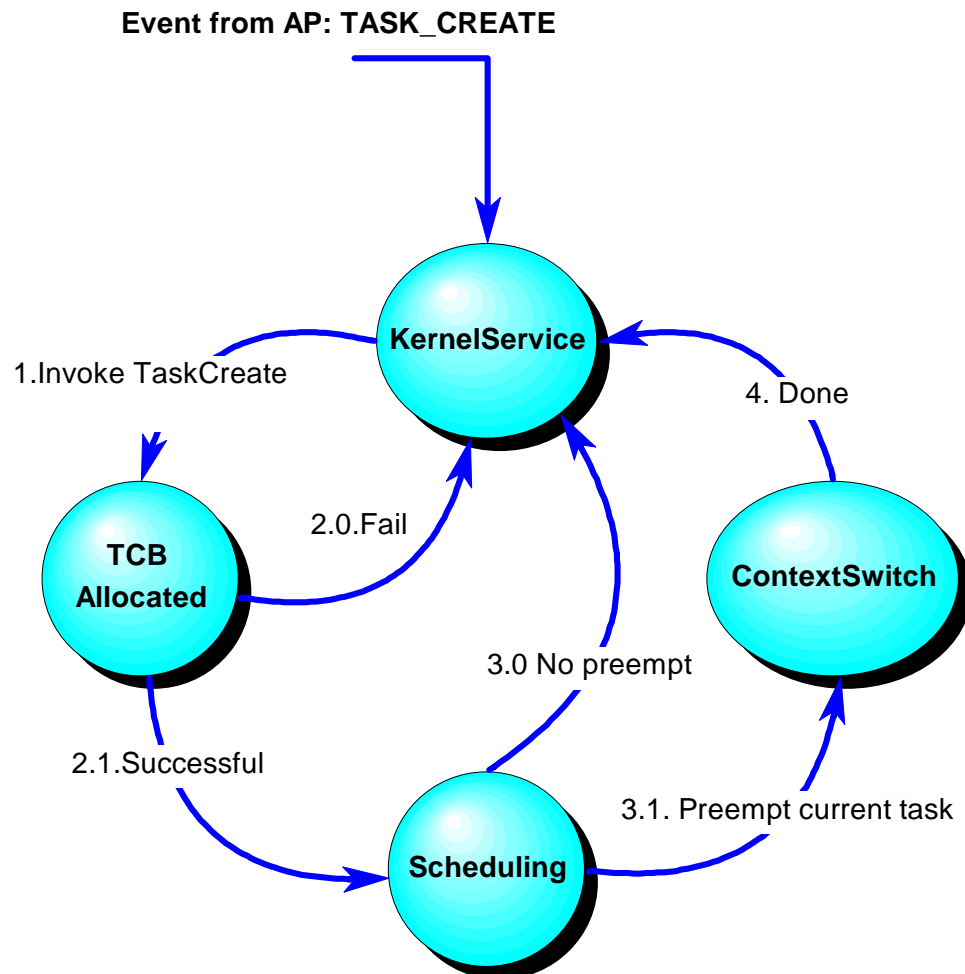 Event from AP: TASK_CREATE
KernelService
1.Invoke TaskCreate
4. Done
2.0.Fail
TCB
Allocated
ContextSwitch
3.0 No preempt
2.1.Successful
3.1. Preempt current task
Scheduling